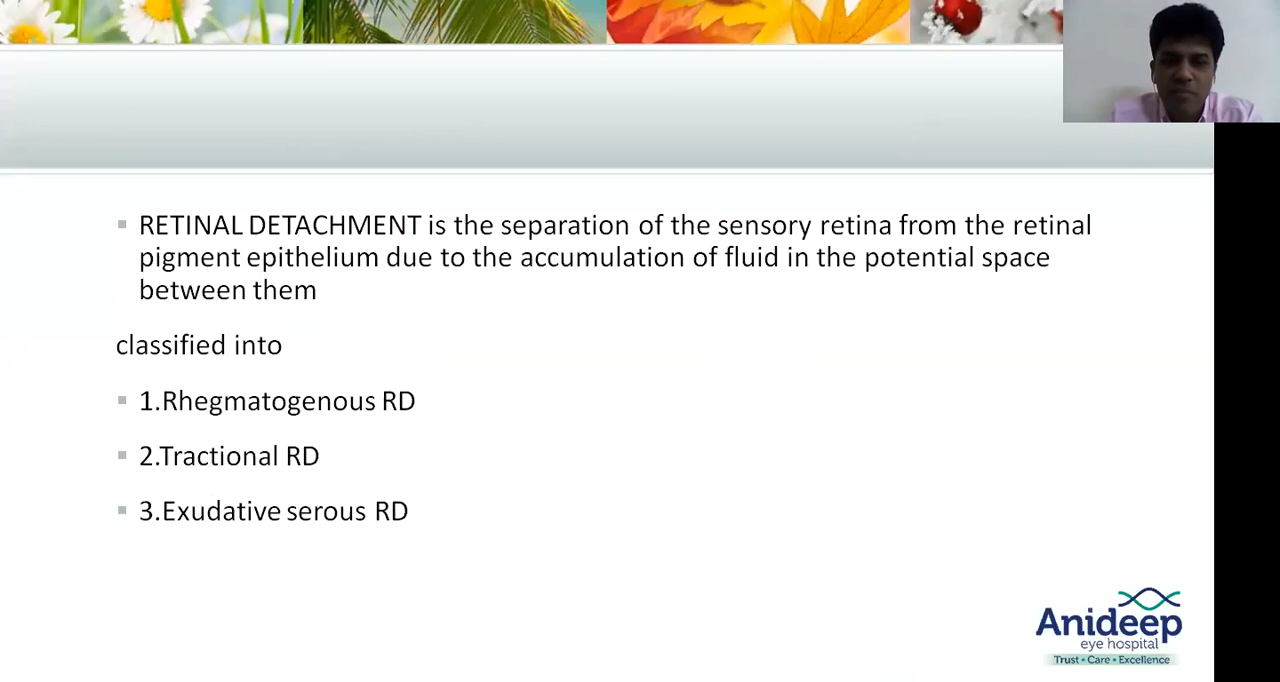 RETINAL DETACHMENT is the separation of the sensory retina from the retinal
pigment epithelium due to the accumulation of fluid in the potential space
between them
classified into
1.Rhegmatogenous RD
2.Tractional RD
3.Exudative serous RD
Anideep
eye hospital
Trust • Care • Excellence